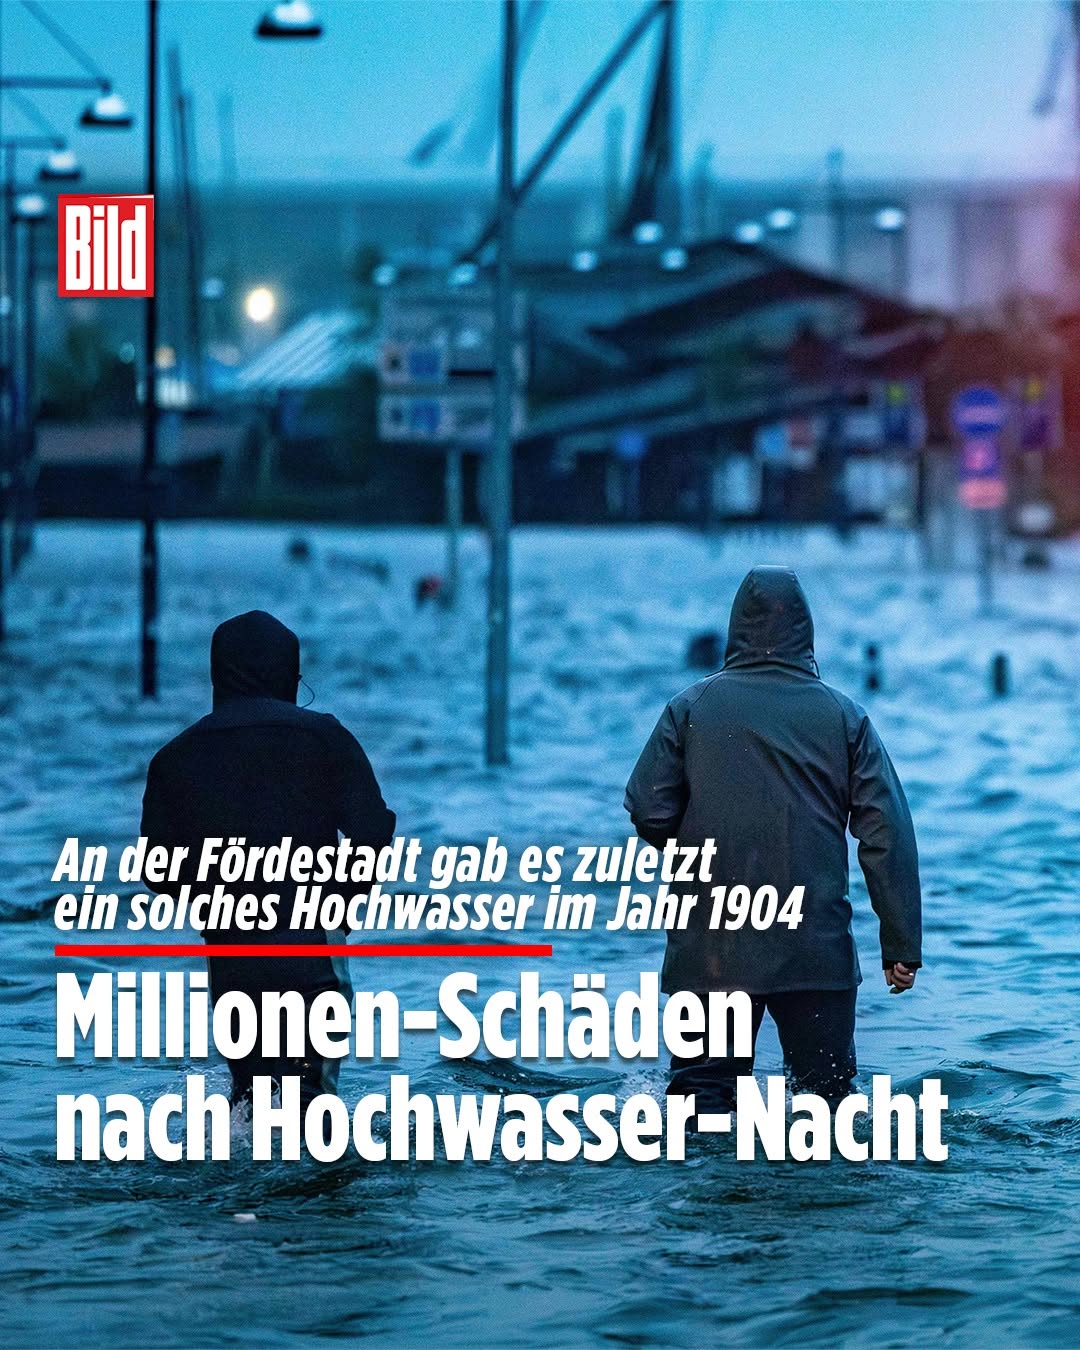 Bild
An der Fördestadt gab es zuletzt
ein solches Hochwasser im Jahr 1904
Millionen-Schäden
nach Hochwasser-Nacht